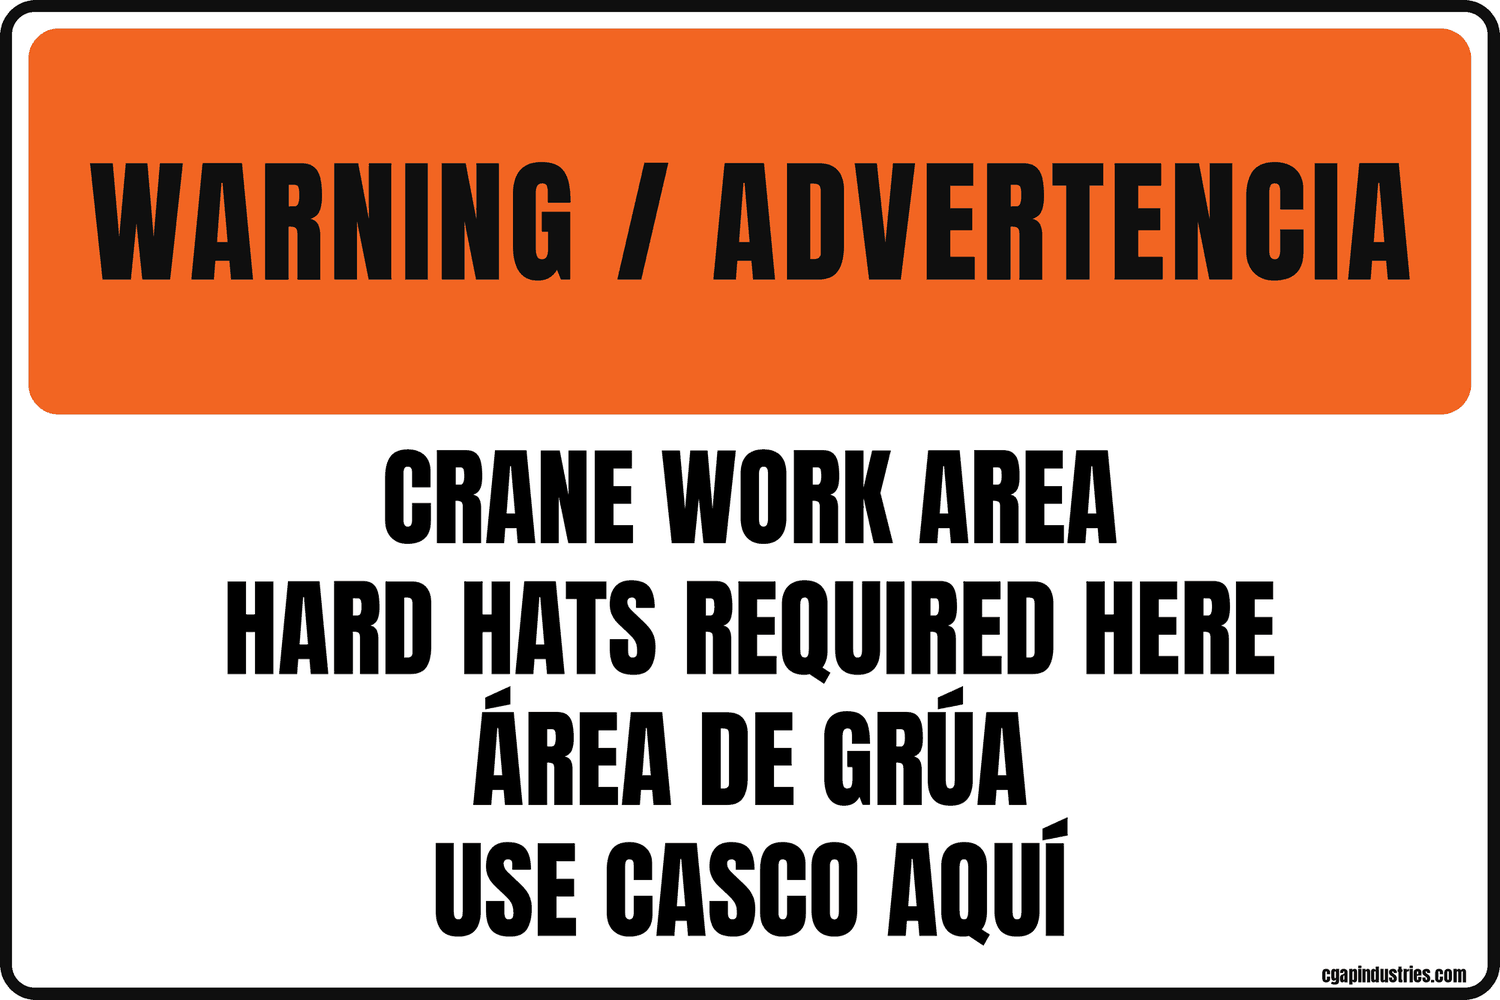 WARNING / ADVERTENCIA
CRANE WORK AREA
HARD HATS REQUIRED HERE
ÁREA DE GRÚA
USE CASCO AQUÍ
cgapindustries.com